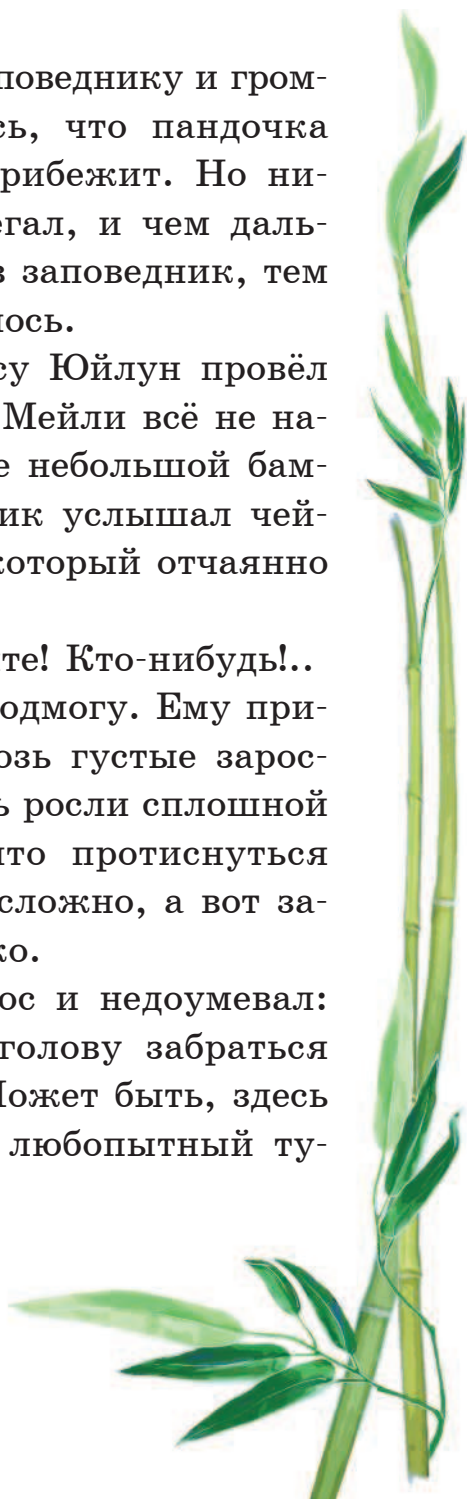 поведнику и гром-
сь, что пандочка
рибежит. Но ни-
егал, и чем даль-
в заповедник, тем
лось.
су Юйлун провёл
Мейли всё не на-
е небольшой бам-
ик услышал чей-
который отчаянно
те! Кто-нибудь!..
одмогу. Ему при-
озь густые зарос-
ь росли сплошной
что протиснуться
сложно, а вот за-
ко.
ос и недоумевал:
голову забраться
Может быть, здесь
любопытный ту-